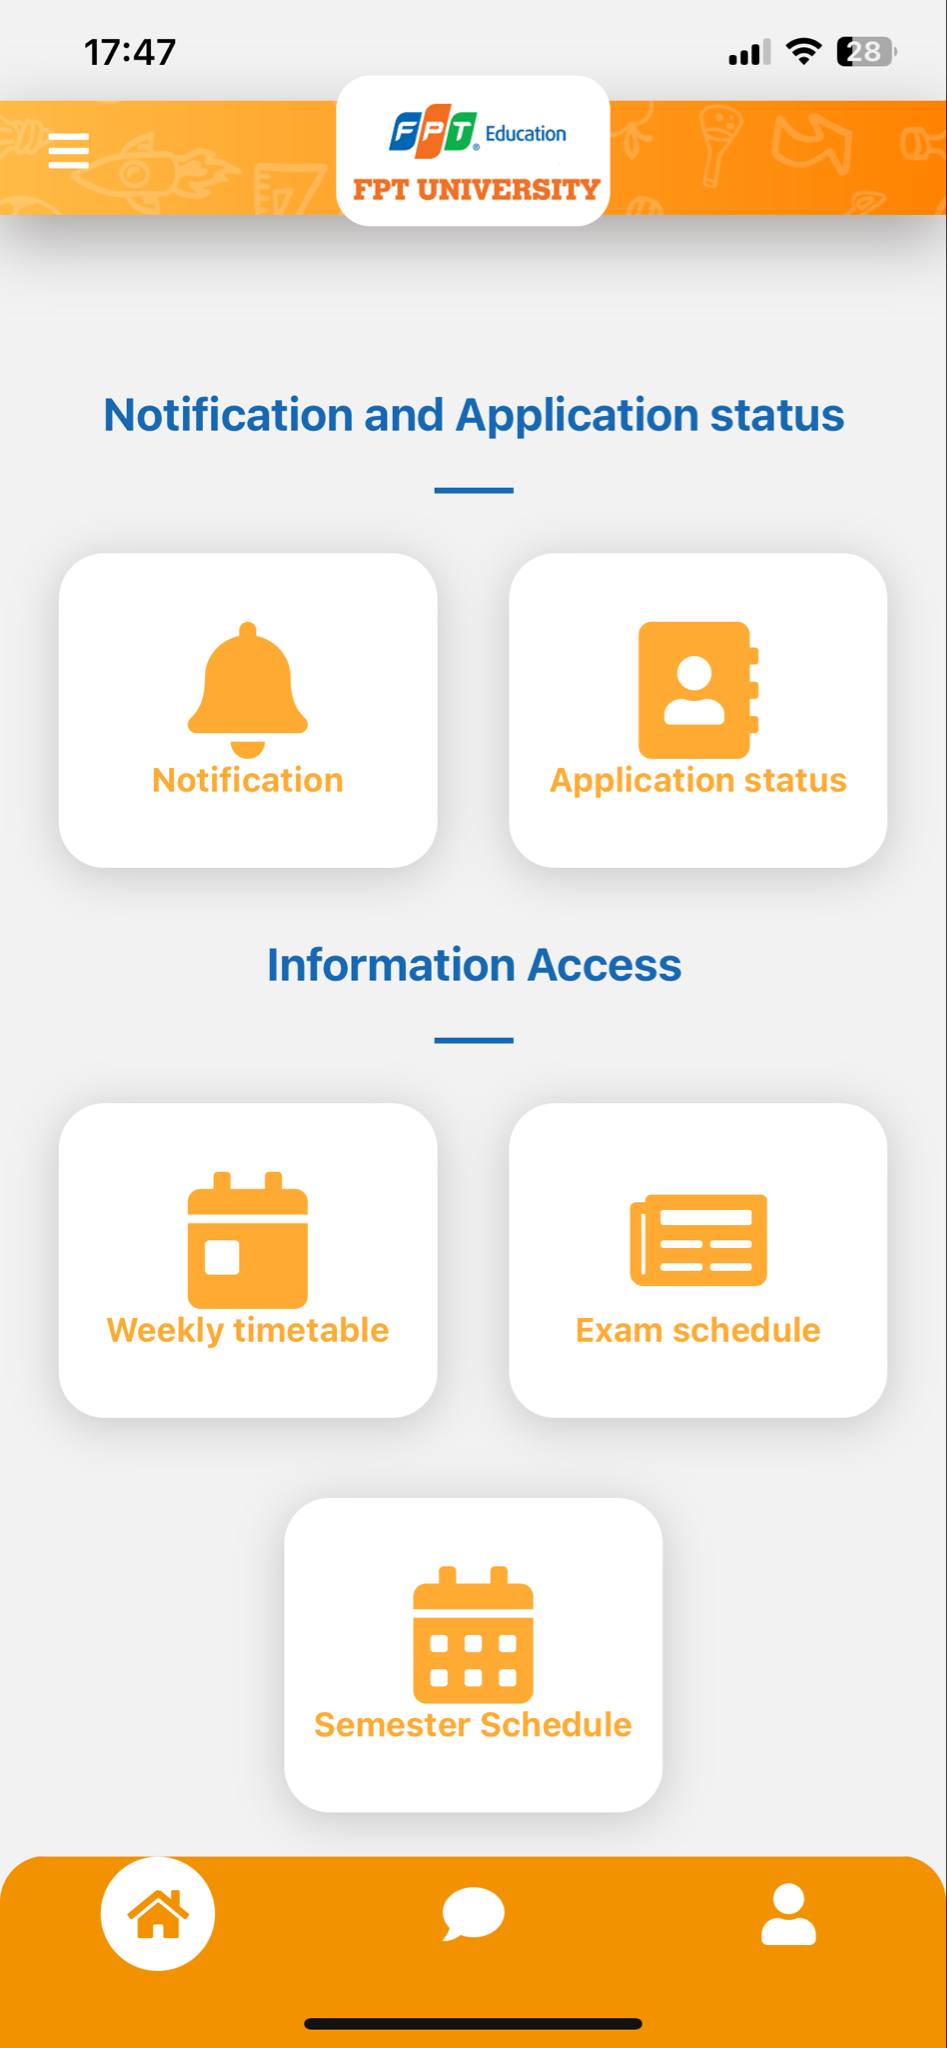 17:47
28
FPT Education
FPT UNIVERSITY
Notification and Application status
Notification
Application status
Information Access
Weekly timetable
Exam schedule
Semester Schedule